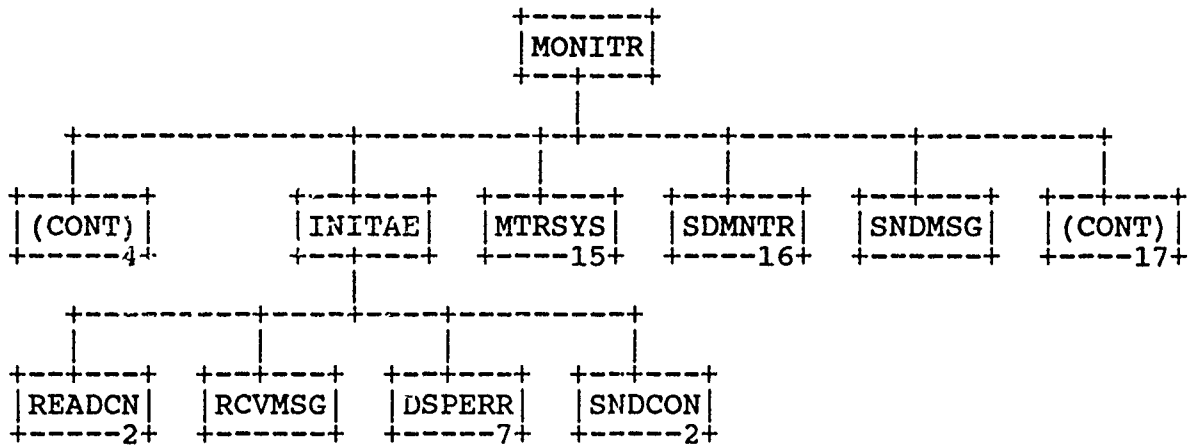 MONITR
(CONT) INITAE MTRSYS SDMNTR SNDMSG (CONT)
4 15 16 17
READCN RCVMSG DSPERR SNDCON
2 7 2